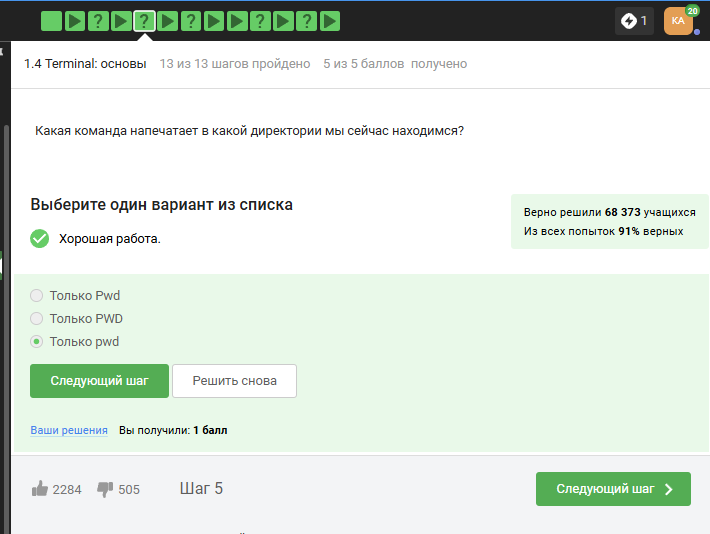 ? ? ? ? ?
1
КА
20
1.4 Terminal: основы 13 из 13 шагов пройдено 5 из 5 баллов получено
Какая команда напечатает в какой директории мы сейчас находимся?
Выберите один вариант из списка
Верно решили 68 373 учащихся
Из всех попыток 91% верных
Хорошая работа.
Только Pwd
Только PWD
Только pwd
Следующий шаг Решить снова
Ваши решения Вы получили: 1 балл
2284 505 Шаг 5 Следующий шаг